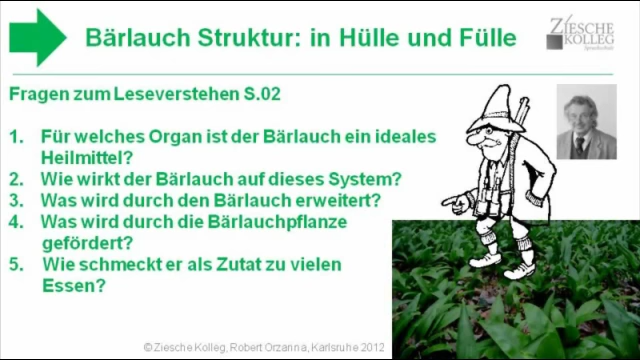 Bärlauch Struktur: in Hülle und Fülle
ZIESCHE
KOLLEG
Fragen zum Leseverstehen S.02
1. Für welches Organ ist der Bärlauch ein ideales
Heilmittel?
2. Wie wirkt der Bärlauch auf dieses System?
3. Was wird durch den Bärlauch erweitert?
4. Was wird durch die Bärlauchpflanze
gefördert?
5. Wie schmeckt er als Zutat zu vielen
Essen?
© Ziesche Kolleg, Robert Orzanna, Karlsruhe 2012